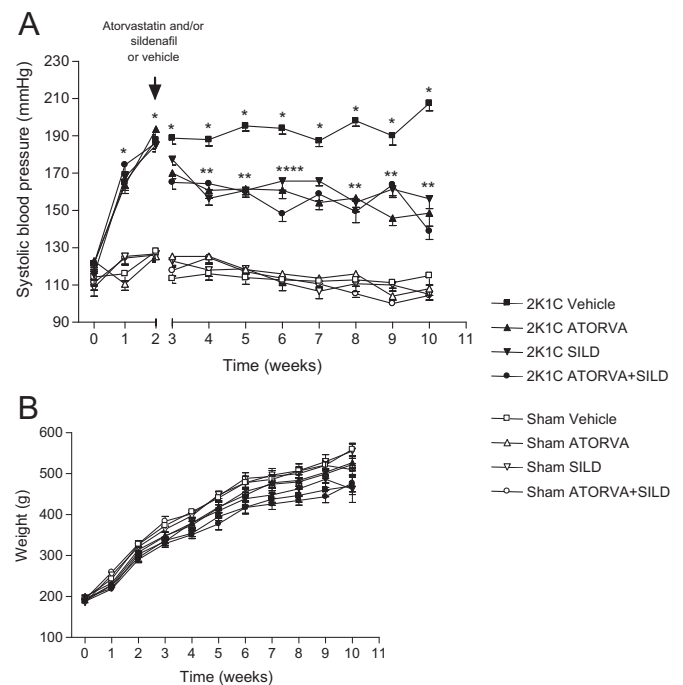 A
Atorvastatin and/or
sildenafil
or vehicle
Systolic blood pressure (mmHg)
230
210
190
170
150
130
110
90
*
*
*
*
*
*
*
*
*
*
**
**
****
**
**
**
0 1 2 3 4 5 6 7 8 9 10 11
Time (weeks)
2K1C Vehicle
2K1C ATORVA
2K1C SILD
2K1C ATORVA+SILD
Sham Vehicle
Sham ATORVA
Sham SILD
Sham ATORVA+SILD
B
Weight (g)
600
500
400
300
200
100
0 1 2 3 4 5 6 7 8 9 10 11
Time (weeks)